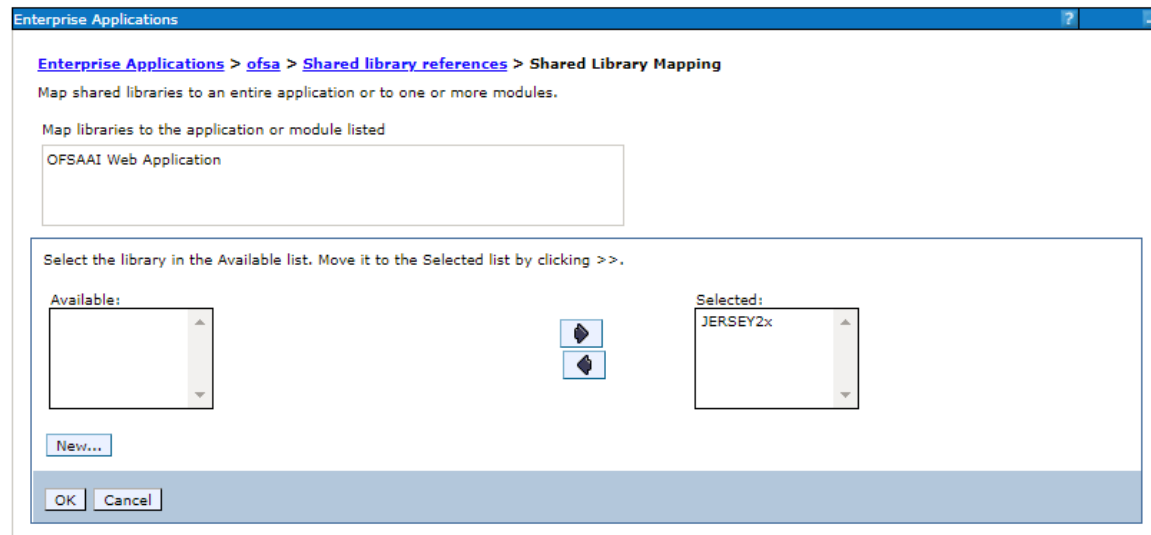 Enterprise Applications ?
Enterprise Applications > ofsa > Shared library references > Shared Library Mapping
Map shared libraries to an entire application or to one or more modules.
Map libraries to the application or module listed
OFSAAI Web Application
Select the library in the Available list. Move it to the Selected list by clicking >>.
Available: Selected:
JERSEY2x
New...
OK Cancel